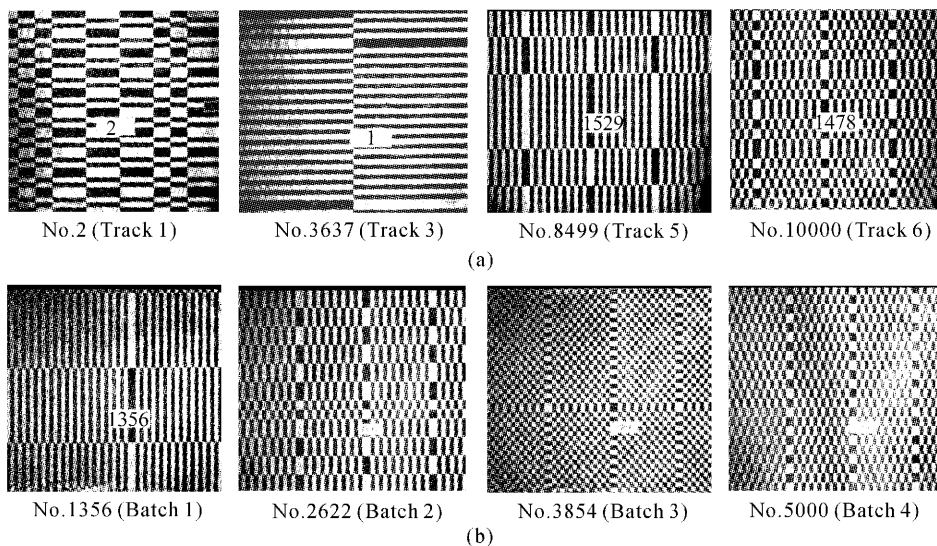 2
1
1529
1478
No.2 (Track 1)
No.3637 (Track 3)
No.8499 (Track 5)
No.10000 (Track 6)
(a)
1356
No.1356 (Batch 1)
No.2622 (Batch 2)
No.3854 (Batch 3)
No.5000 (Batch 4)
(b)